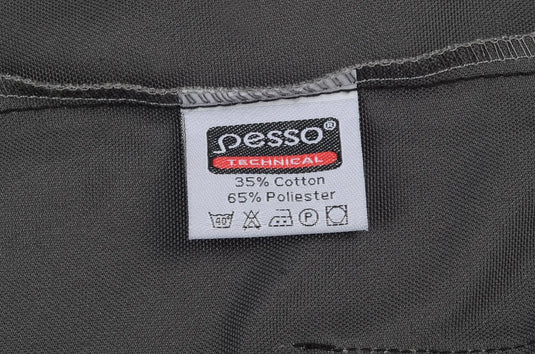 pesso®
TECHNICAL
35% Cotton
65% Poliester
40° P